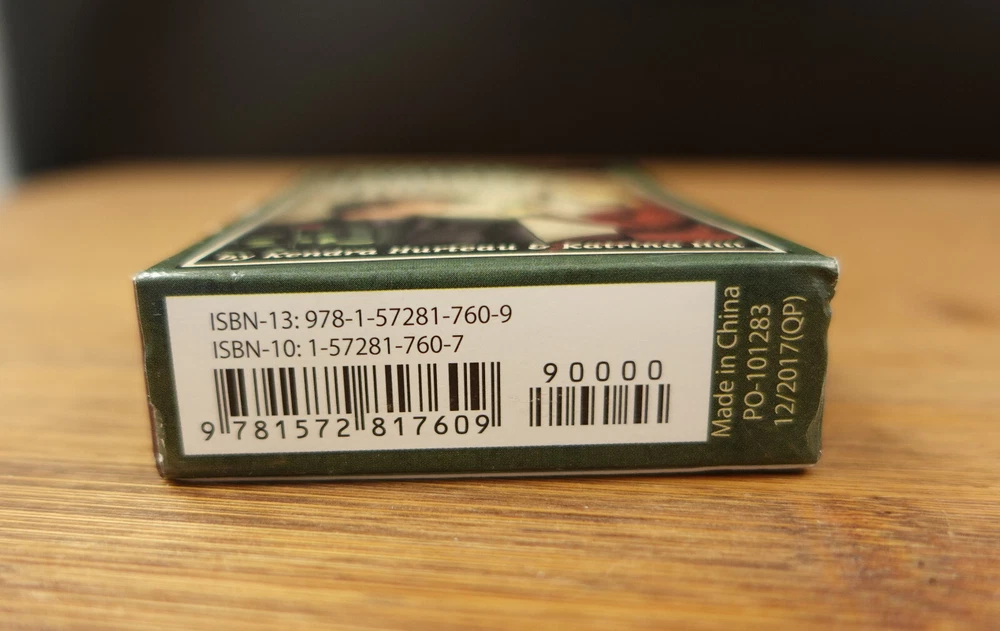 by Kendra Hurteau & Katrina Hill
ISBN-13: 978-1-57281-760-9
ISBN-10: 1-57281-760-7
90000
9 781572 817609
Made in China
PO-101283
12/2017(QP)